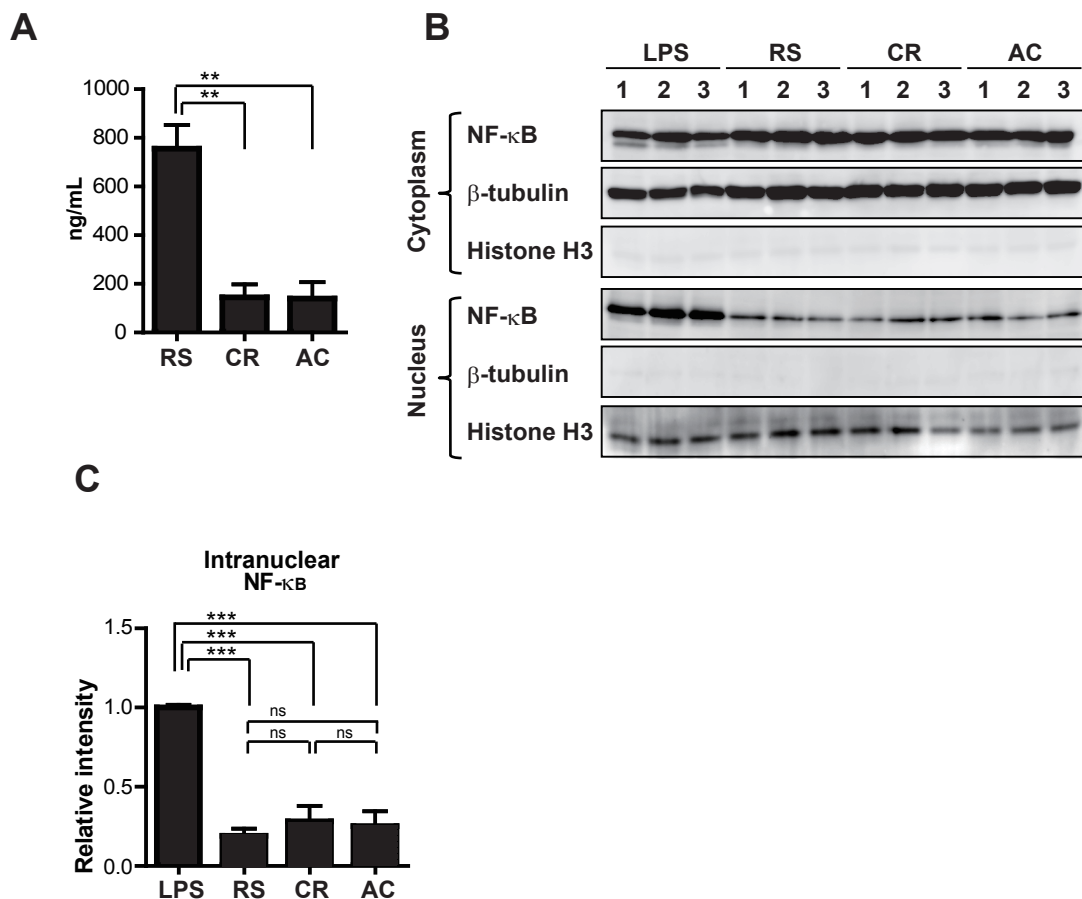 A
**
**
1000
800
600
400
200
0
ng/mL
RS CR AC
B
LPS RS CR AC
1 2 3 1 2 3 1 2 3 1 2 3
Cytoplasm
NF-κB
β-tubulin
Histone H3
Nucleus
NF-κB
β-tubulin
Histone H3
C
Intranuclear
NF-κB
***
***
***
ns
ns ns
1.5
1.0
0.5
0.0
Relative intensity
LPS RS CR AC